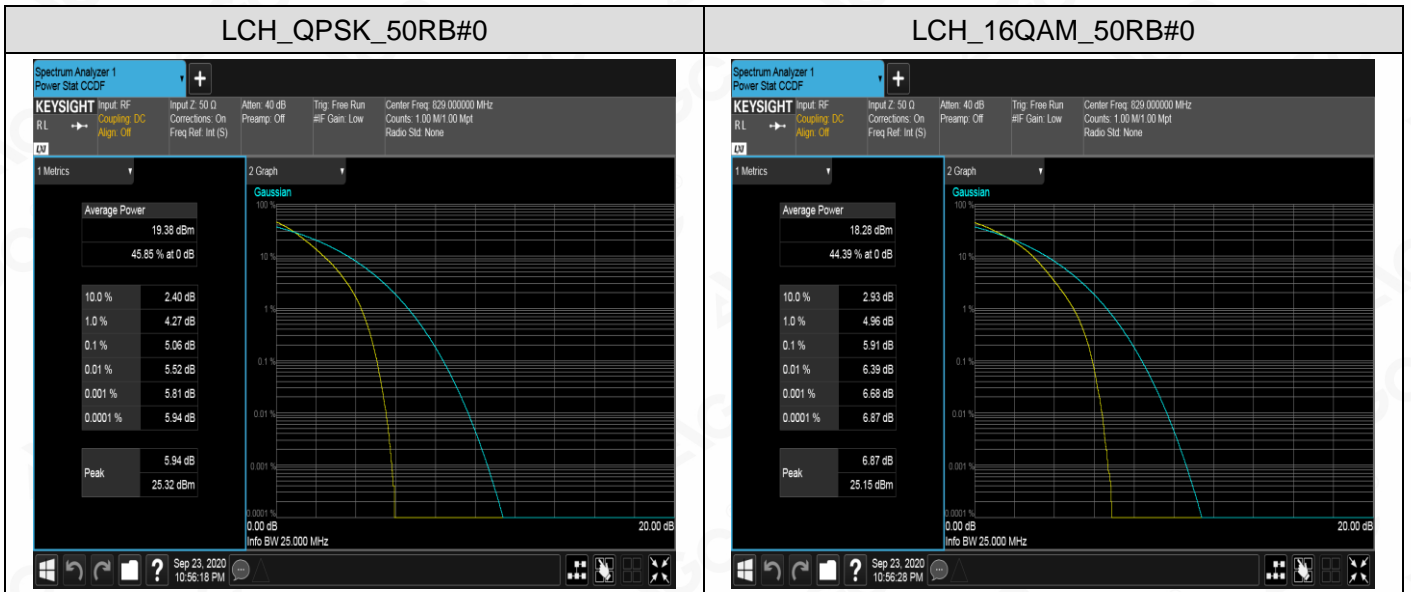 LCH_QPSK_50RB#0
Spectrum Analyzer 1
Power Stat CCDF
KEYSIGHT
RL
LXI
Input: RF
Coupling: DC
Align: Off
Input Z: 50 Ω
Corrections: On
Freq Ref: Int (S)
Atten: 40 dB
Preamp: Off
Trig: Free Run
#IF Gain: Low
Center Freq: 829.000000 MHz
Counts: 1.00 M/1.00 Mpt
Radio Std: None
1 Metrics
Average Power
19.38 dBm
45.85 % at 0 dB
10.0 % 2.40 dB
1.0 % 4.27 dB
0.1 % 5.06 dB
0.01 % 5.52 dB
0.001 % 5.81 dB
0.0001 % 5.94 dB
Peak
5.94 dB
25.32 dBm
2 Graph
Gaussian
100 %
10 %
1 %
0.1 %
0.01 %
0.001 %
0.0001 %
0.00 dB
20.00 dB
Info BW 25.000 MHz
?
Sep 23, 2020
10:56:18 PM
LCH_16QAM_50RB#0
Spectrum Analyzer 1
Power Stat CCDF
KEYSIGHT
RL
LXI
Input: RF
Coupling: DC
Align: Off
Input Z: 50 Ω
Corrections: On
Freq Ref: Int (S)
Atten: 40 dB
Preamp: Off
Trig: Free Run
#IF Gain: Low
Center Freq: 829.000000 MHz
Counts: 1.00 M/1.00 Mpt
Radio Std: None
1 Metrics
Average Power
18.28 dBm
44.39 % at 0 dB
10.0 % 2.93 dB
1.0 % 4.96 dB
0.1 % 5.91 dB
0.01 % 6.39 dB
0.001 % 6.68 dB
0.0001 % 6.87 dB
Peak
6.87 dB
25.15 dBm
2 Graph
Gaussian
100 %
10 %
1 %
0.1 %
0.01 %
0.001 %
0.0001 %
0.00 dB
20.00 dB
Info BW 25.000 MHz
?
Sep 23, 2020
10:56:28 PM